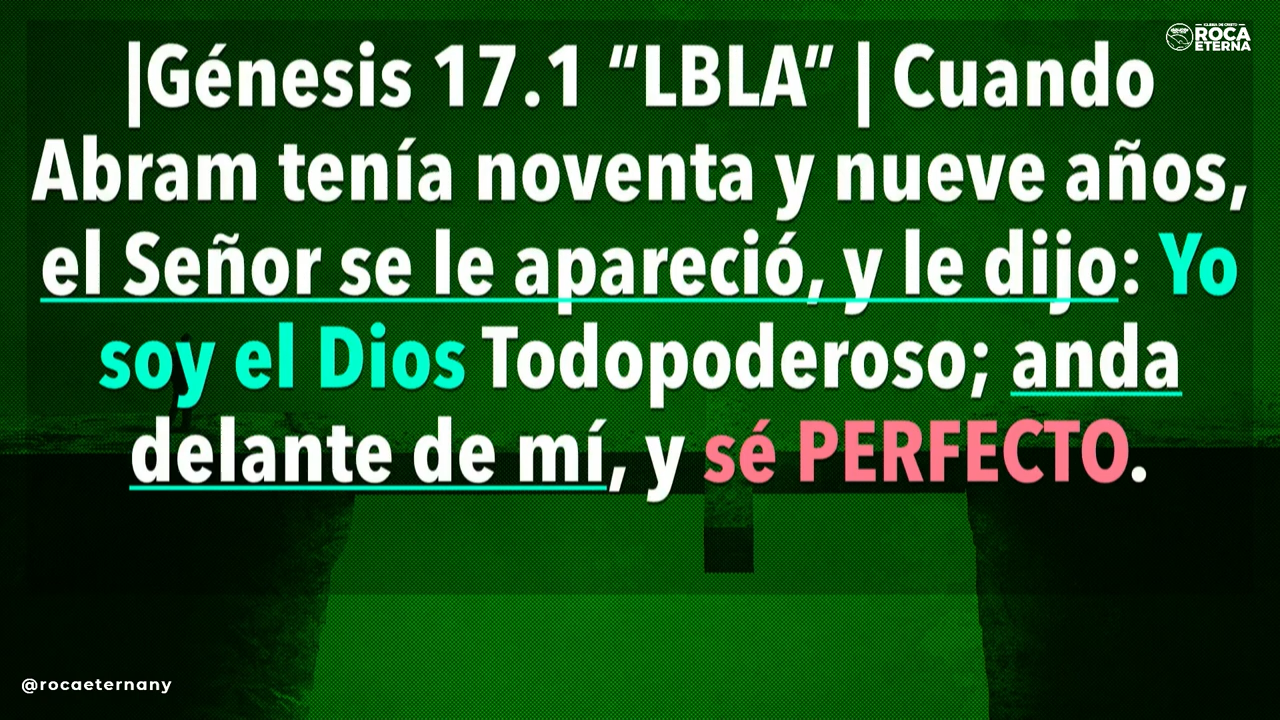 IGLESIA DE CRISTO
ROCA
ETERNA
|Génesis 17.1 “LBLA” | Cuando
Abram tenía noventa y nueve años,
el Señor se le apareció, y le dijo: Yo
soy el Dios Todopoderoso; anda
delante de mí, y sé PERFECTO.
@rocaeternany